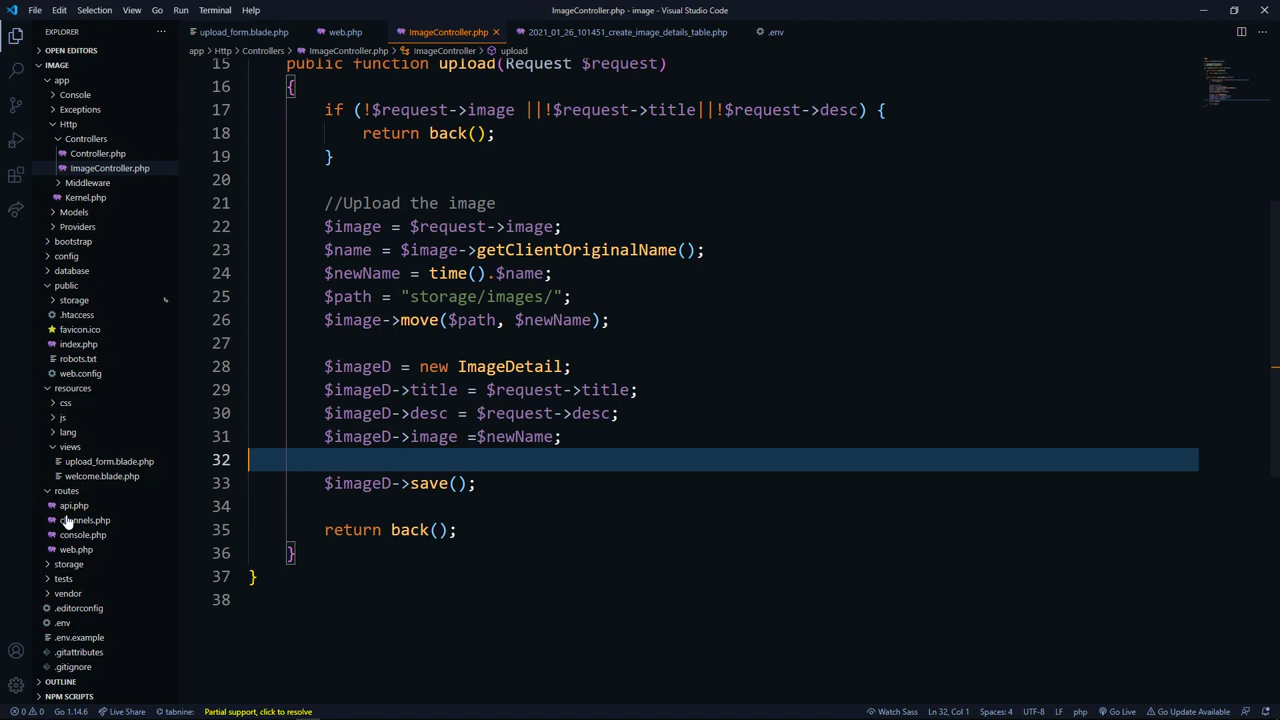 File Edit Selection View Go Run Terminal Help
ImageController.php - image - Visual Studio Code
EXPLORER
upload_form.blade.php
web.php
ImageController.php
2021_01_26_101451_create_image_details_table.php
.env
OPEN EDITORS
app > Http > Controllers > ImageController.php > ImageController > upload
IMAGE
app
Console
Exceptions
Http
Controllers
Controller.php
ImageController.php
Middleware
Kernel.php
Models
Providers
bootstrap
config
database
public
storage
.htaccess
favicon.ico
index.php
robots.txt
web.config
resources
css
js
lang
views
upload_form.blade.php
welcome.blade.php
routes
api.php
channels.php
console.php
web.php
storage
tests
vendor
.editorconfig
.env
.env.example
.gitattributes
.gitignore
OUTLINE
NPM SCRIPTS
15 public function upload(Request $request)
16 {
17 if (!$request->image ||!$request->title||!$request->desc) {
18 return back();
19 }
20
21 //Upload the image
22 $image = $request->image;
23 $name = $image->getClientOriginalName();
24 $newName = time().$name;
25 $path = "storage/images/";
26 $image->move($path, $newName);
27
28 $imageD = new ImageDetail;
29 $imageD->title = $request->title;
30 $imageD->desc = $request->desc;
31 $imageD->image =$newName;
32
33 $imageD->save();
34
35 return back();
36 }
37 }
38
0 0 Go 1.14.6 Live Share tabnine: Partial support, click to resolve
Watch Sass Ln 32, Col 1 Spaces: 4 UTF-8 LF php Go Live Go Update Available